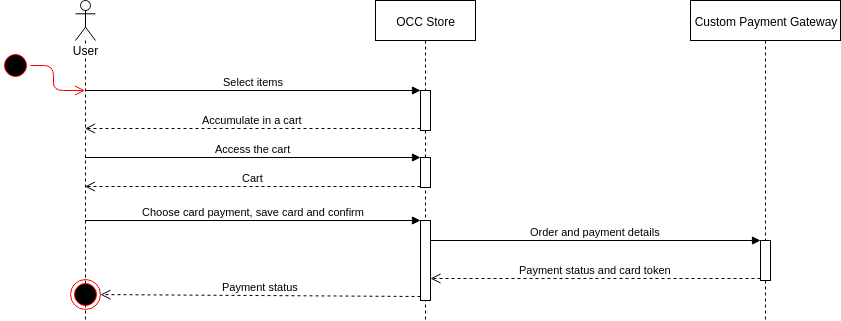 OCC Store
Custom Payment Gateway
User
Select items
Accumulate in a cart
Access the cart
Cart
Choose card payment, save card and confirm
Order and payment details
Payment status and card token
Payment status